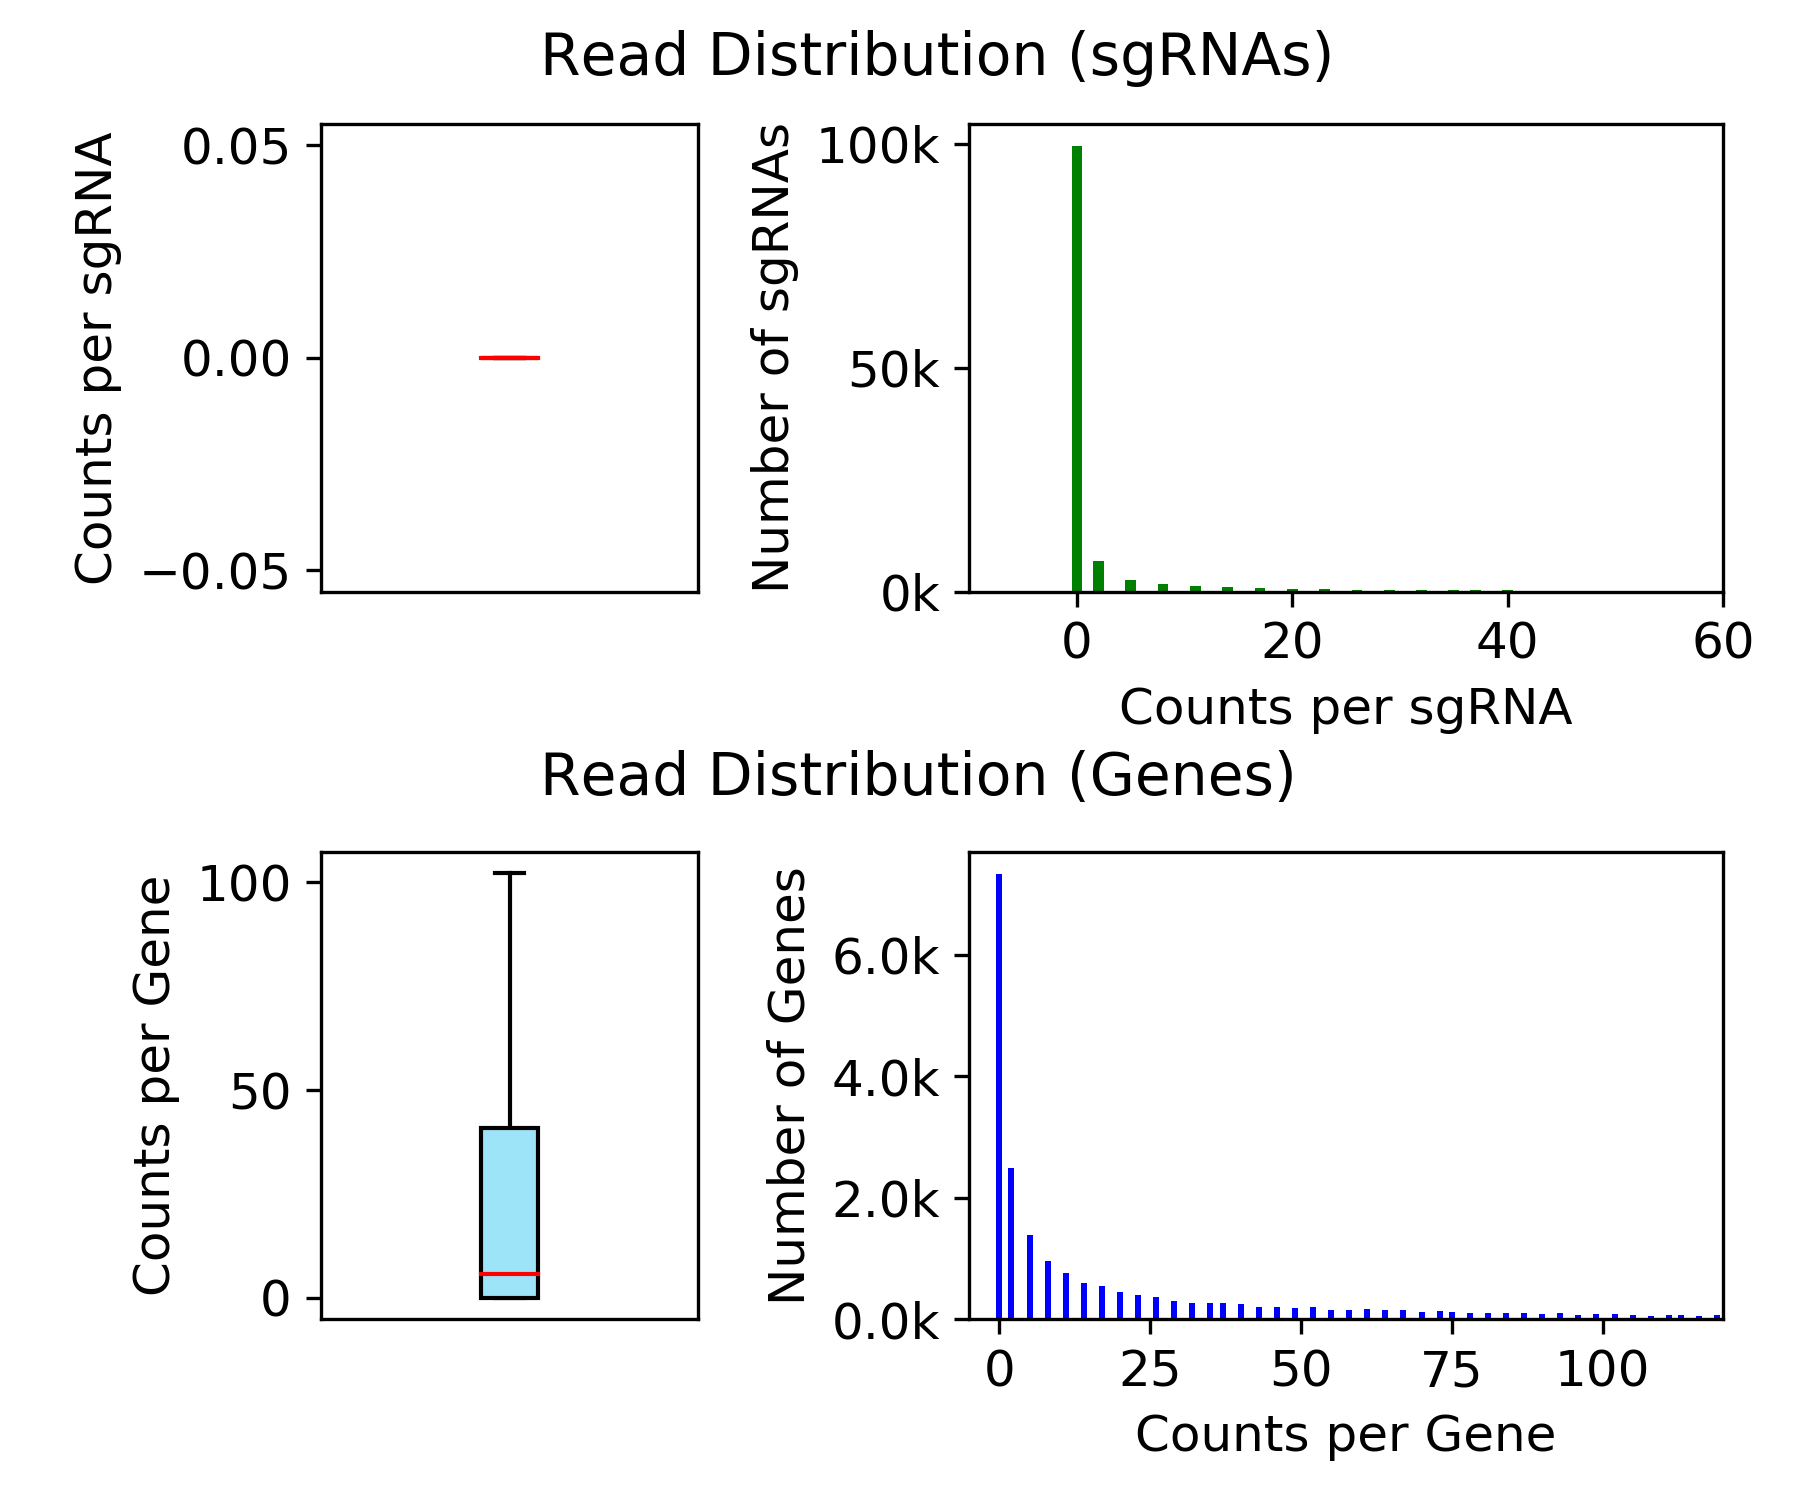 Read Distribution (sgRNAs)
Counts per sgRNA
0.05
0.00
−0.05
Number of sgRNAs
100k
50k
0k
0 20 40 60
Counts per sgRNA
Read Distribution (Genes)
Counts per Gene
100
50
0
Number of Genes
6.0k
4.0k
2.0k
0.0k
0 25 50 75 100
Counts per Gene